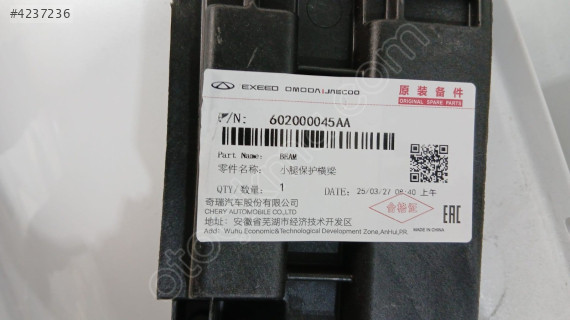 #4237236
EXEED OMODA | JAECOO
原装备件
ORIGINAL SPARE PARTS
P/N: 602000045AA
Part Name: BEAM
零件名称: 小腿保护横梁
QTY/数量: 1 DATE: 25/03/27 08:40 上午
奇瑞汽车股份有限公司
CHERY AUTOMOBILE CO.,LTD
地址: 安徽省芜湖市经济技术开发区
Add: Wuhu Economic&Technological Development Zone,AnHui,P.R.
合格证
EAC
MADE IN CHINA